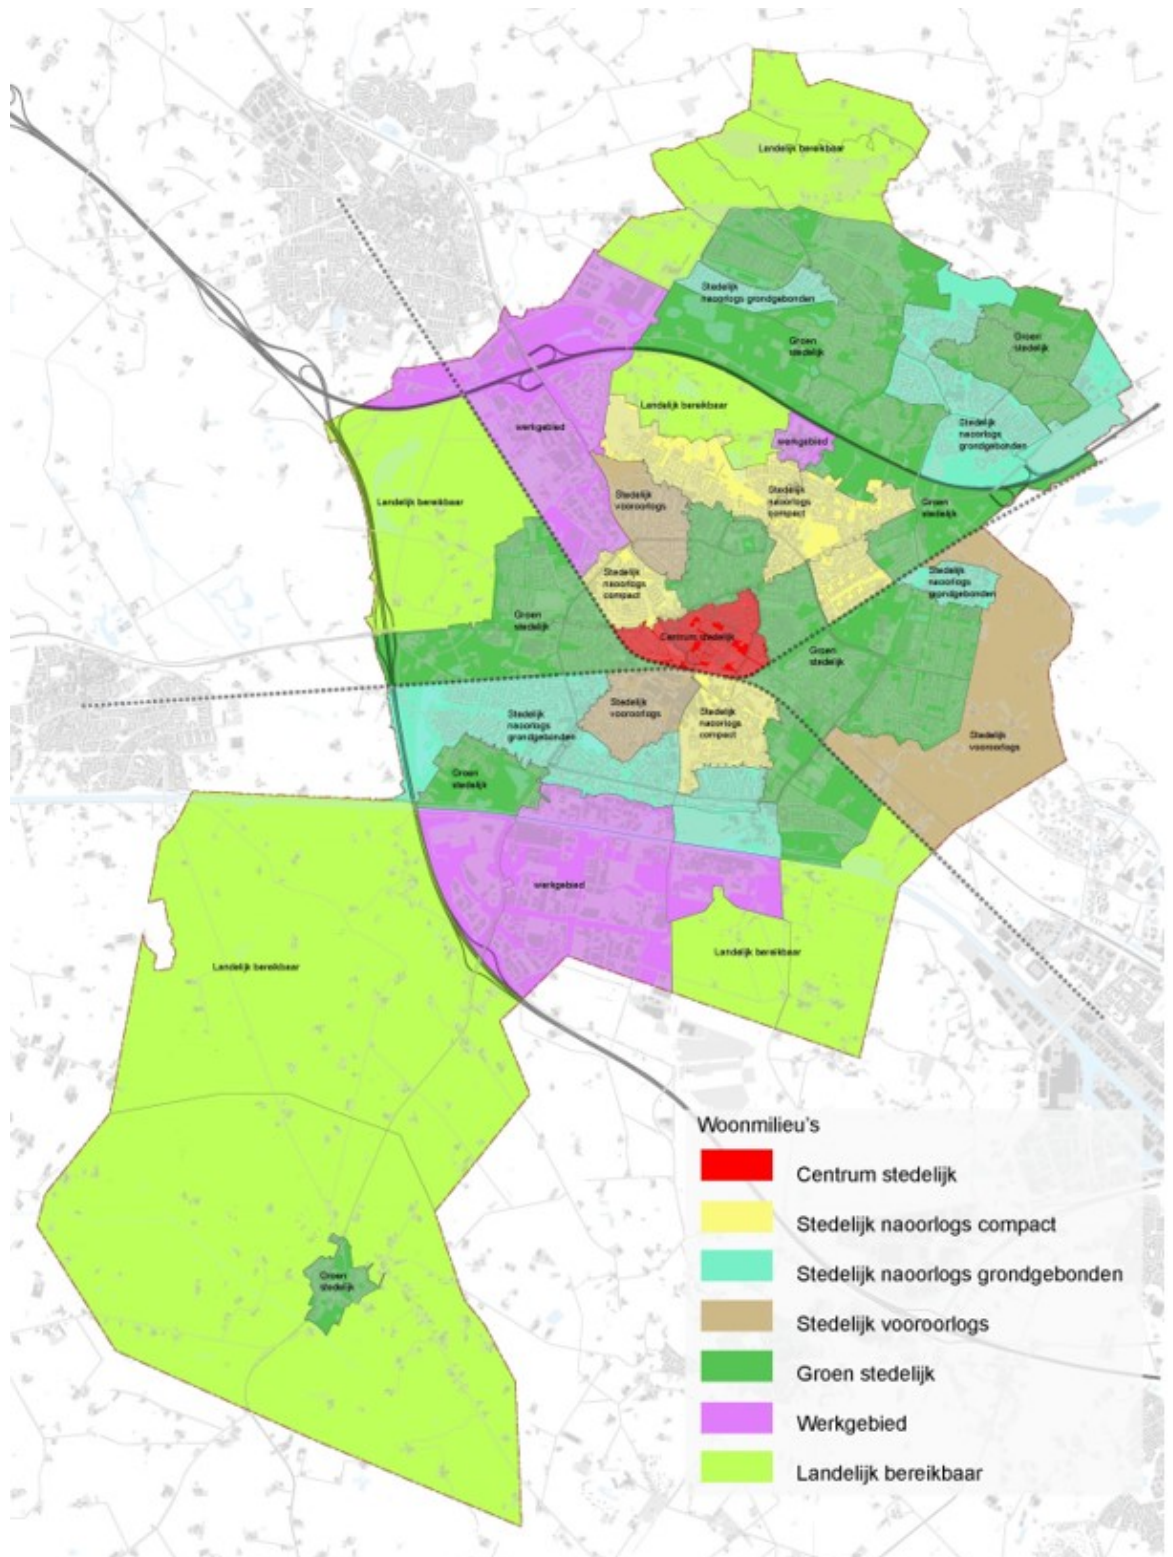 Landelijk bereikbaar
Stedelijk
naoorlogs grondgebonden
Groen
stedelijk
Groen
stedelijk
Landelijk bereikbaar
werkgebied
werkgebied
Stedelijk
naoorlogs
grondgebonden
Landelijk bereikbaar
Stedelijk
vooroorlogs
Stedelijk
naoorlogs
compact
Groen
stedelijk
Stedelijk
naoorlogs
compact
Stedelijk
naoorlogs
grondgebonden
Groen
stedelijk
Centrum stedelijk
Groen
stedelijk
Stedelijk
naoorlogs
grondgebonden
Stedelijk
vooroorlogs
Stedelijk
naoorlogs
compact
Stedelijk
vooroorlogs
Groen
stedelijk
werkgebied
Landelijk bereikbaar
Landelijk bereikbaar
Groen
stedelijk
Woonmilieu's
Centrum stedelijk
Stedelijk naoorlogs compact
Stedelijk naoorlogs grondgebonden
Stedelijk vooroorlogs
Groen stedelijk
Werkgebied
Landelijk bereikbaar